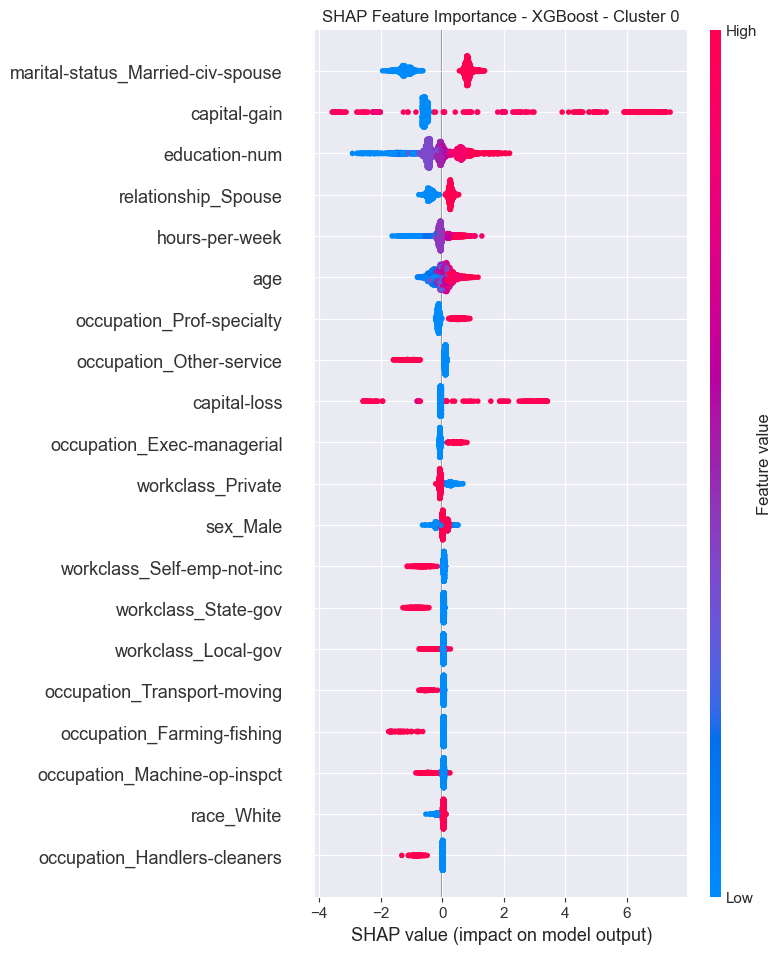 SHAP Feature Importance - XGBoost - Cluster 0
High
marital-status_Married-civ-spouse
capital-gain
education-num
relationship_Spouse
hours-per-week
age
occupation_Prof-specialty
occupation_Other-service
capital-loss
occupation_Exec-managerial
workclass_Private
sex_Male
workclass_Self-emp-not-inc
workclass_State-gov
workclass_Local-gov
occupation_Transport-moving
occupation_Farming-fishing
occupation_Machine-op-inspct
race_White
occupation_Handlers-cleaners
Feature value
Low
−4 −2 0 2 4 6
SHAP value (impact on model output)